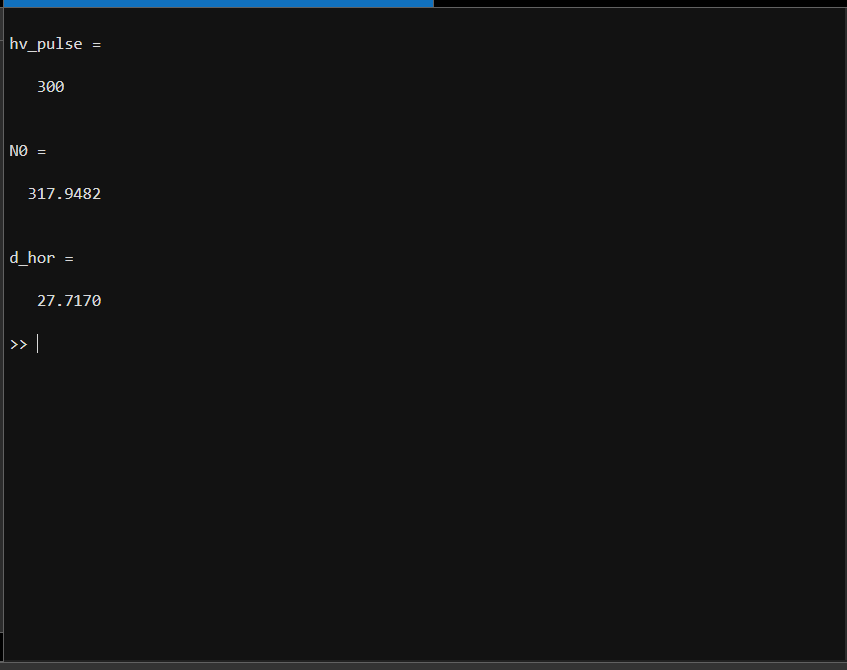 hv_pulse =
300
N0 =
317.9482
d_hor =
27.7170
>>